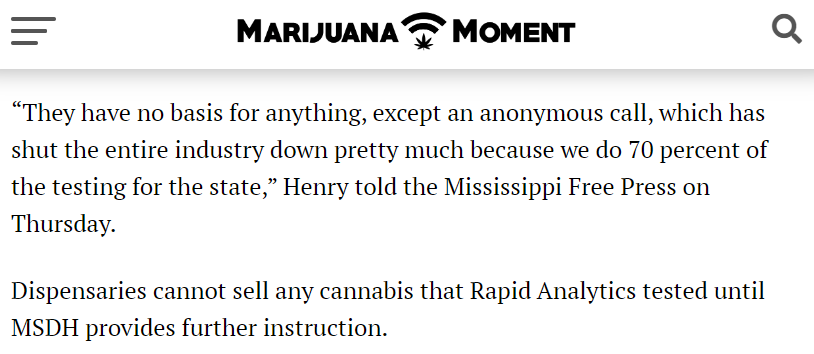 MARIJUANA MOMENT
“They have no basis for anything, except an anonymous call, which has
shut the entire industry down pretty much because we do 70 percent of
the testing for the state,” Henry told the Mississippi Free Press on
Thursday.
Dispensaries cannot sell any cannabis that Rapid Analytics tested until
MSDH provides further instruction.